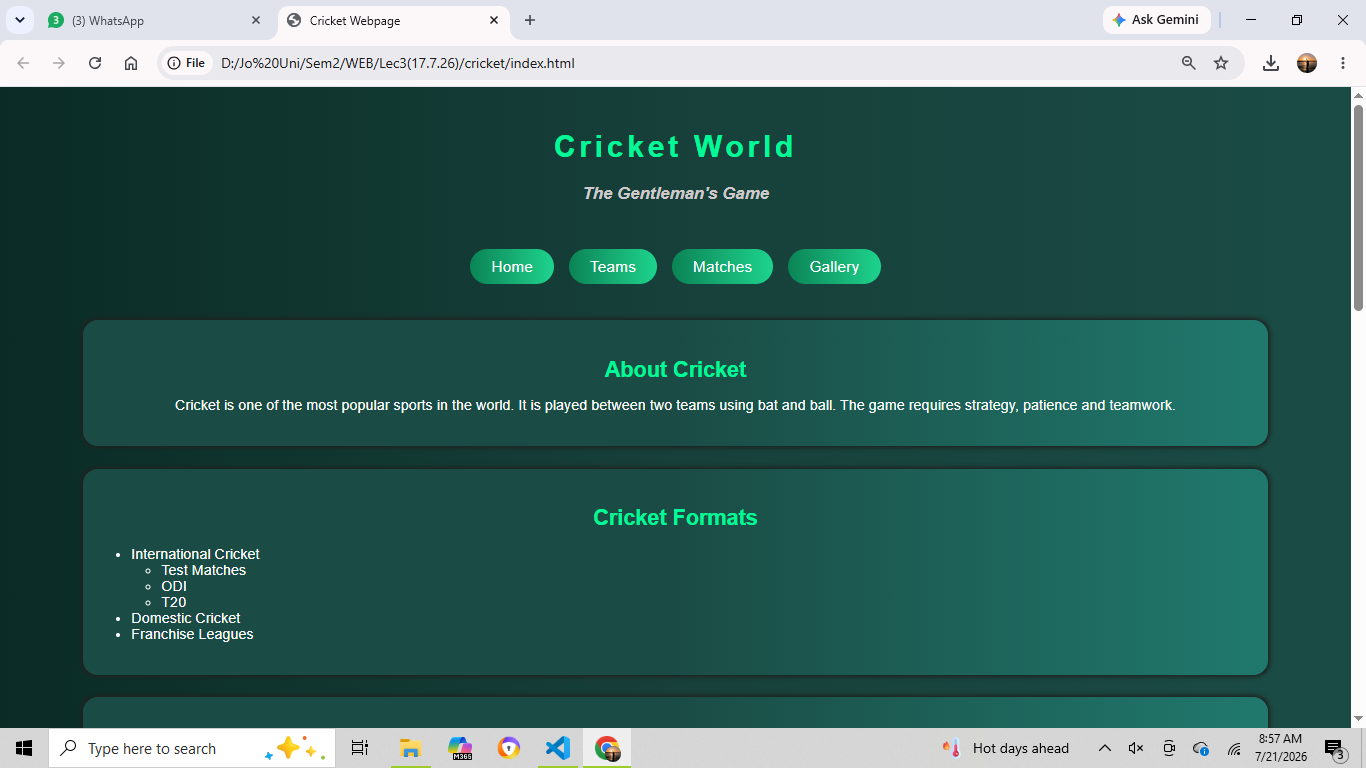 3
(3) WhatsApp
Cricket Webpage
Ask Gemini
File
D:/Jo%20Uni/Sem2/WEB/Lec3(17.7.26)/cricket/index.html
Cricket World
The Gentleman's Game
Home Teams Matches Gallery
About Cricket
Cricket is one of the most popular sports in the world. It is played between two teams using bat and ball. The game requires strategy, patience and teamwork.
Cricket Formats
International Cricket
Test Matches
ODI
T20
Domestic Cricket
Franchise Leagues
Type here to search
M365
Hot days ahead
8:57 AM
7/21/2026
3